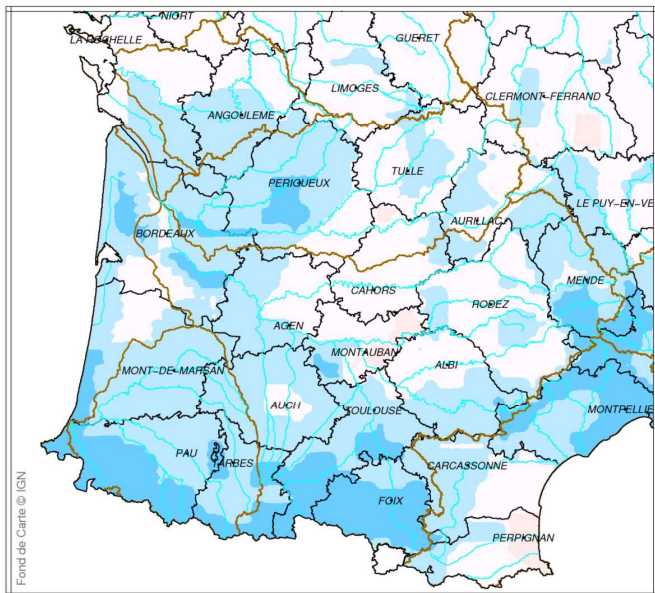 NIORT
LA ROCHELLE
GUERET
LIMOGES
CLERMONT-FERRAND
ANGOULEME
TULLE
PERIGUEUX
LE PUY-EN-VE
AURILLAC
BORDEAUX
MENDE
CAHORS
RODEZ
AGEN
MONTAUBAN
ALBI
MONT-DE-MARSAN
AUCH
TOULOUSE
MONTPELLIE
PAU
TARBES
CARCASSONNE
FOIX
PERPIGNAN
Fond de Carte © IGN